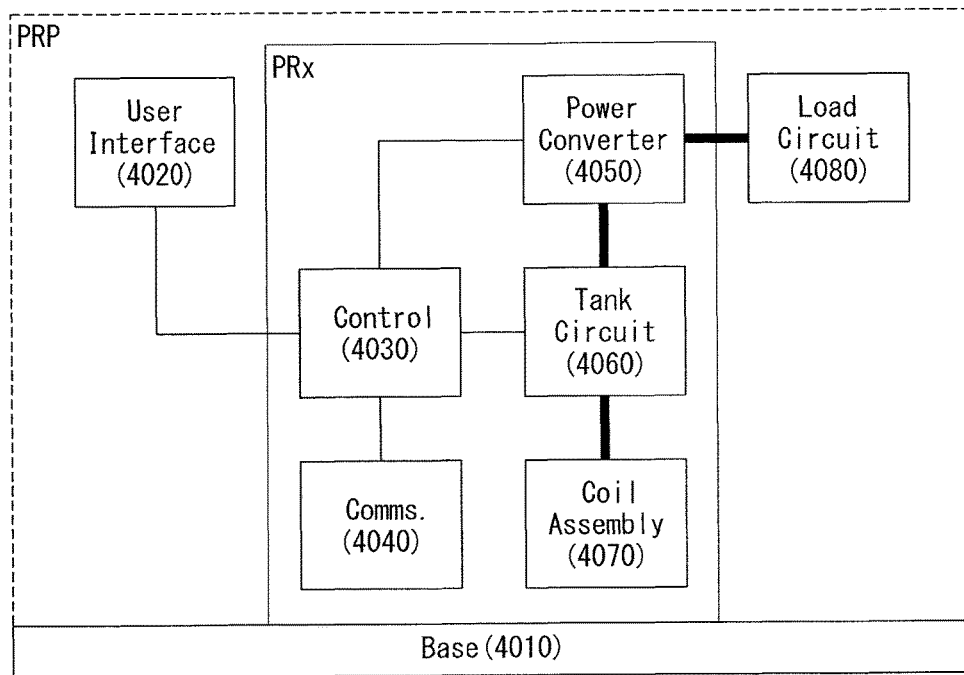 PRP
PRx
User
Interface
(4020)
Power
Converter
(4050)
Load
Circuit
(4080)
Control
(4030)
Tank
Circuit
(4060)
Comms.
(4040)
Coil
Assembly
(4070)
Base(4010)